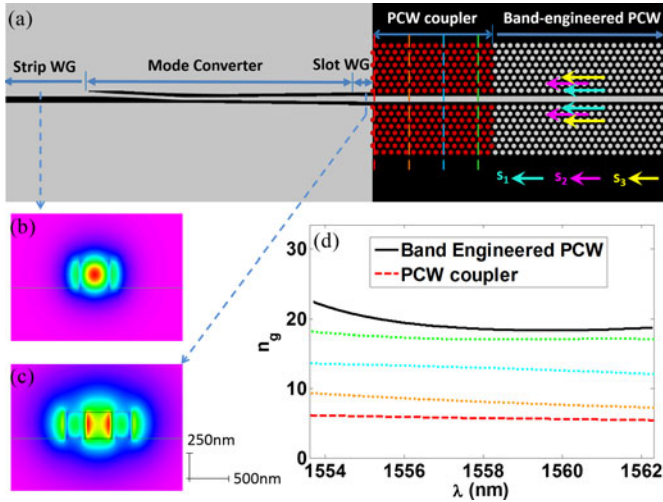 (a)
PCW coupler
Band-engineered PCW
Strip WG
Mode Converter
Slot WG
S1 S2 S3
(b)
(c)
250nm
500nm
(d)
Band Engineered PCW
PCW coupler
30
20
10
0
ng
1554 1556 1558 1560 1562
λ (nm)